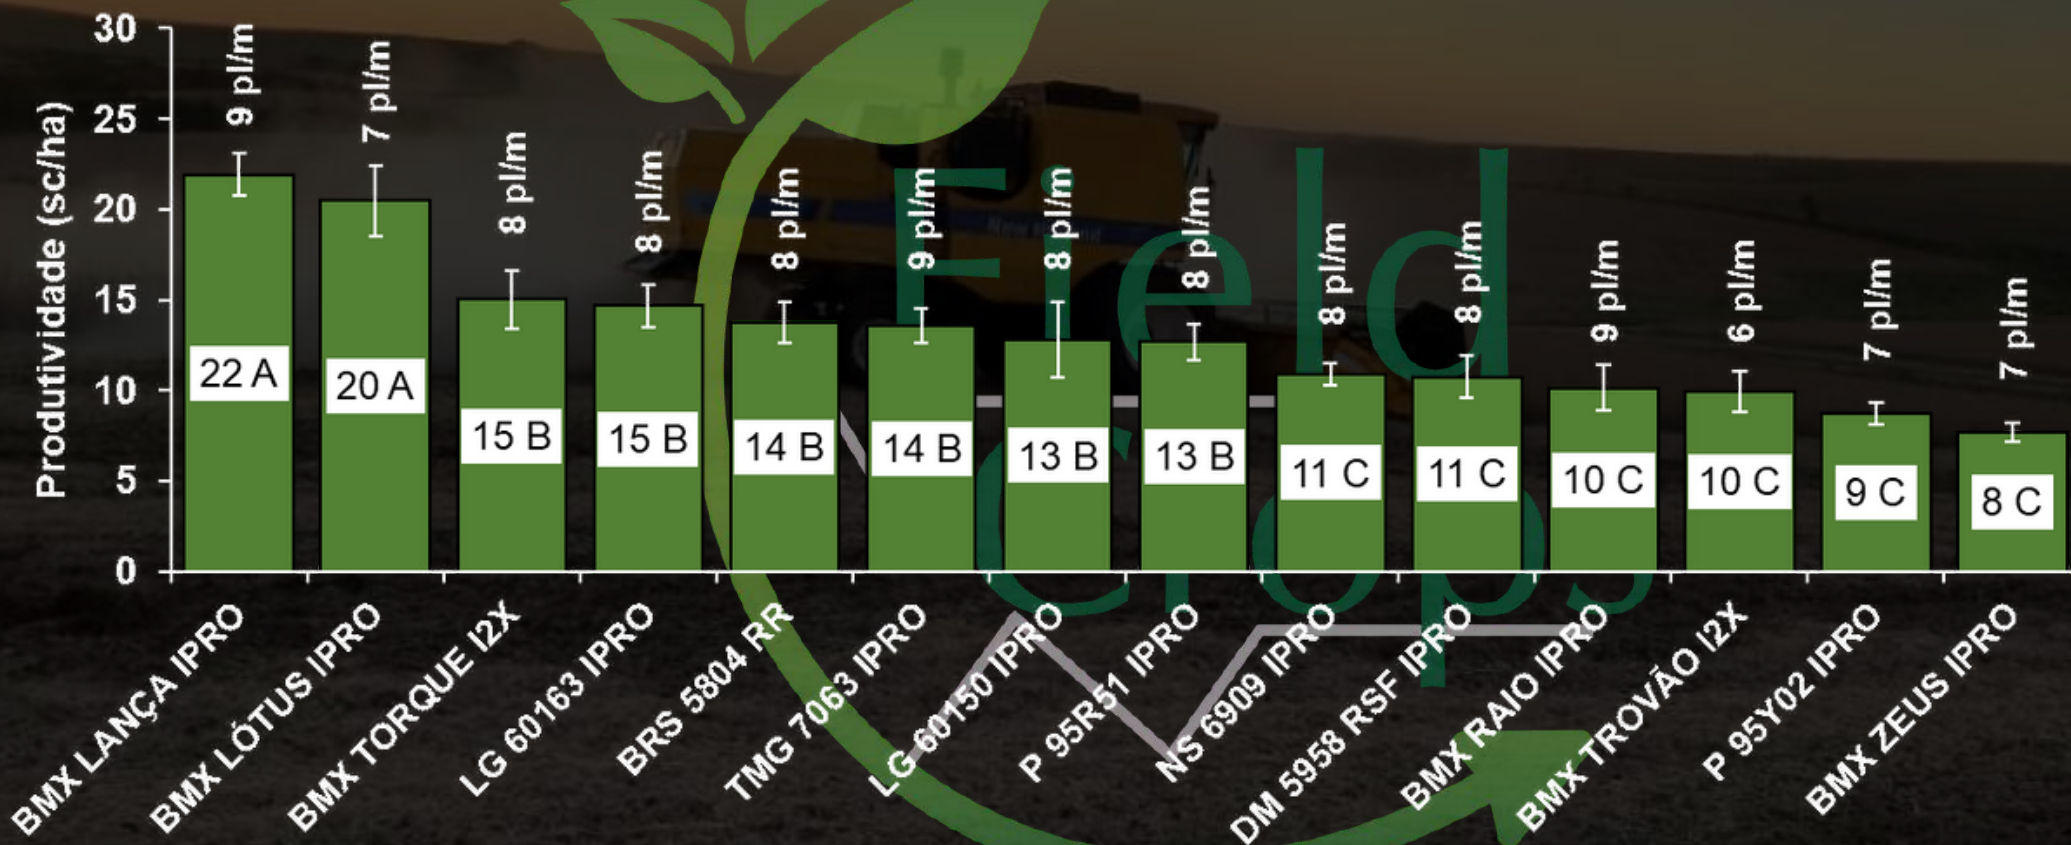 Produtividade (sc/ha)
30
25
20
15
10
5
0
9 pl/m
7 pl/m
8 pl/m
8 pl/m
8 pl/m
9 pl/m
8 pl/m
8 pl/m
8 pl/m
8 pl/m
9 pl/m
6 pl/m
7 pl/m
7 pl/m
22 A
20 A
15 B
15 B
14 B
14 B
13 B
13 B
11 C
11 C
10 C
10 C
9 C
8 C
BMX LANÇA IPRO
BMX LÓTUS IPRO
BMX TORQUE I2X
LG 60163 IPRO
BRS 5804 RR
TMG 7063 IPRO
LG 60150 IPRO
P 95R51 IPRO
NS 6909 IPRO
DM 5958 RSF IPRO
BMX RAIO IPRO
BMX TROVÃO I2X
P 95Y02 IPRO
BMX ZEUS IPRO
Field
Crops
New Holland